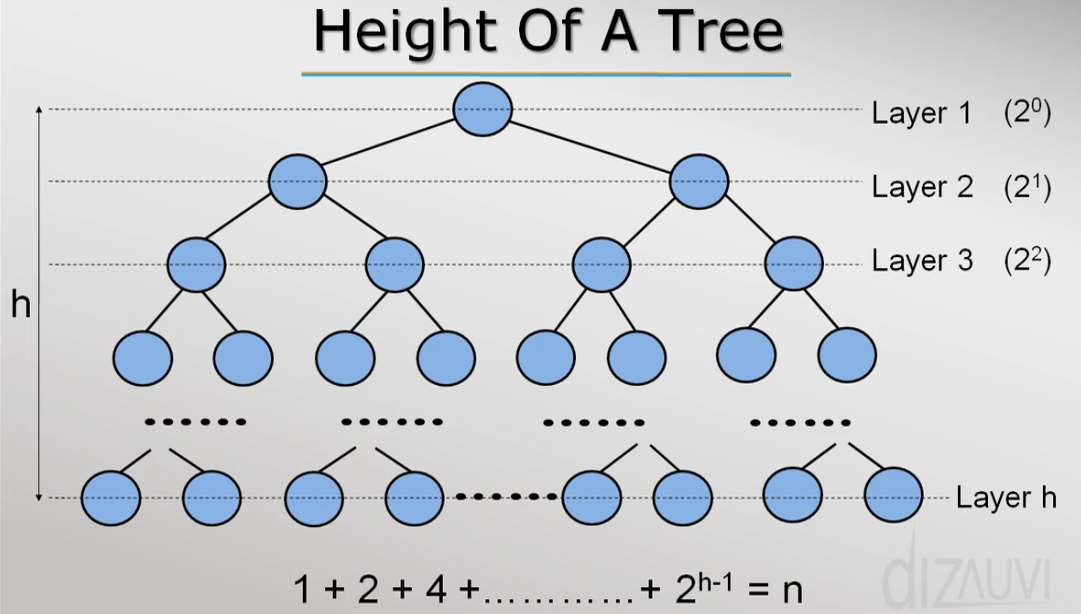 Height Of A Tree
Layer 1 (2⁰)
Layer 2 (2¹)
Layer 3 (2²)
h
Layer h
1 + 2 + 4 +............+ 2ʰ⁻¹ = n
dIZAUVI